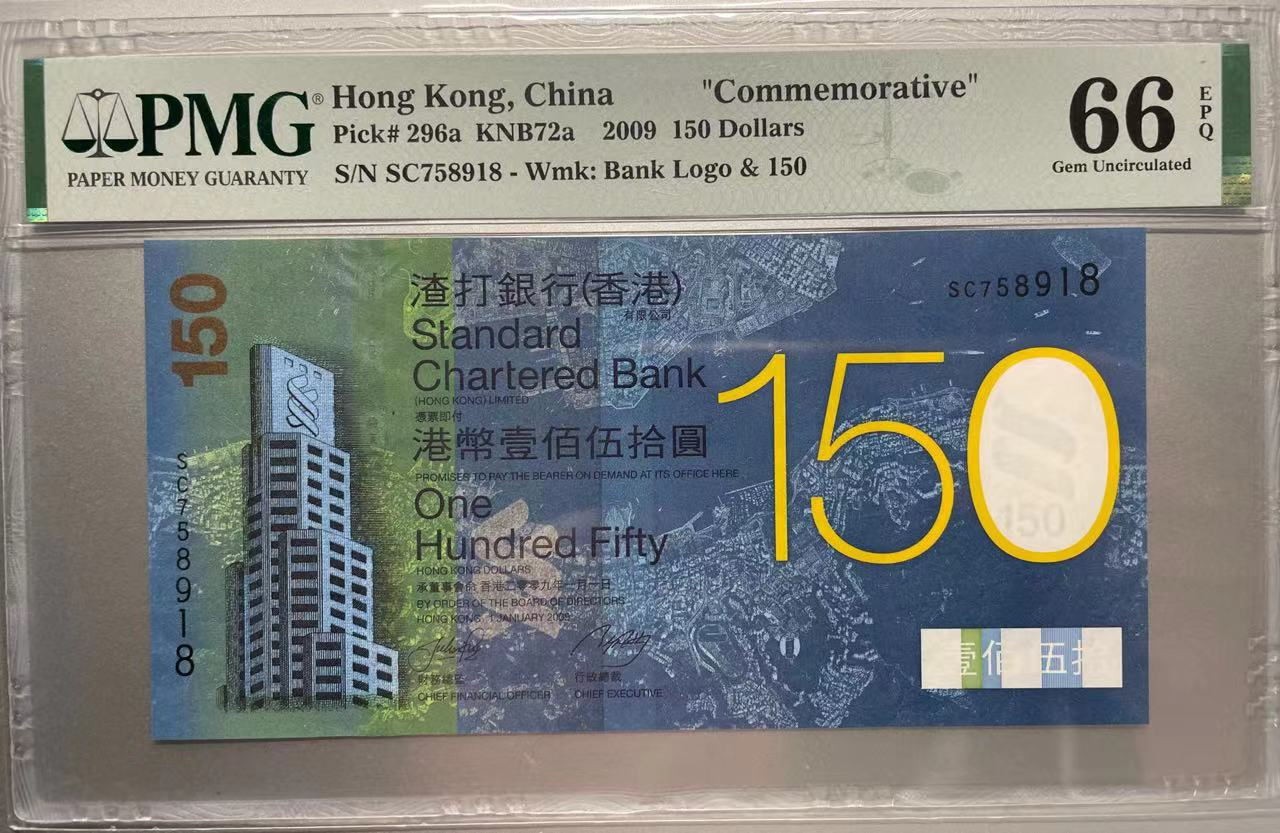 PMG®
PAPER MONEY GUARANTY
Hong Kong, China "Commemorative"
Pick# 296a KNB72a 2009 150 Dollars
S/N SC758918 - Wmk: Bank Logo & 150
66
EPQ
Gem Uncirculated
150
SC758918
渣打銀行(香港)
有限公司
Standard
Chartered Bank
(HONG KONG) LIMITED
憑票即付
港幣壹佰伍拾圓
PROMISES TO PAY THE BEARER ON DEMAND AT ITS OFFICE HERE
One
Hundred Fifty
HONG KONG DOLLARS
承董事會命 香港二零零九年一月一日
BY ORDER OF THE BOARD OF DIRECTORS
HONG KONG, 1 JANUARY 2009
財務總監
CHIEF FINANCIAL OFFICER
行政總裁
CHIEF EXECUTIVE
SC758918
150
150
壹佰伍拾